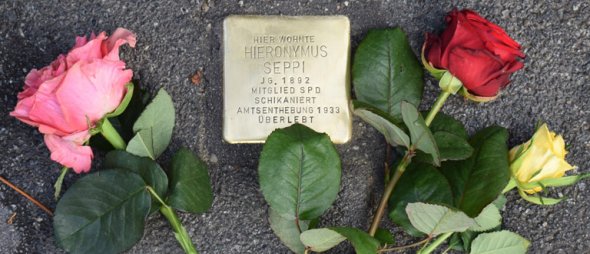 HIER WOHNTE
HIERONYMUS
SEPPI
JG. 1892
MITGLIED SPD
SCHIKANIERT
AMTSENTHEBUNG 1933
ÜBERLEBT